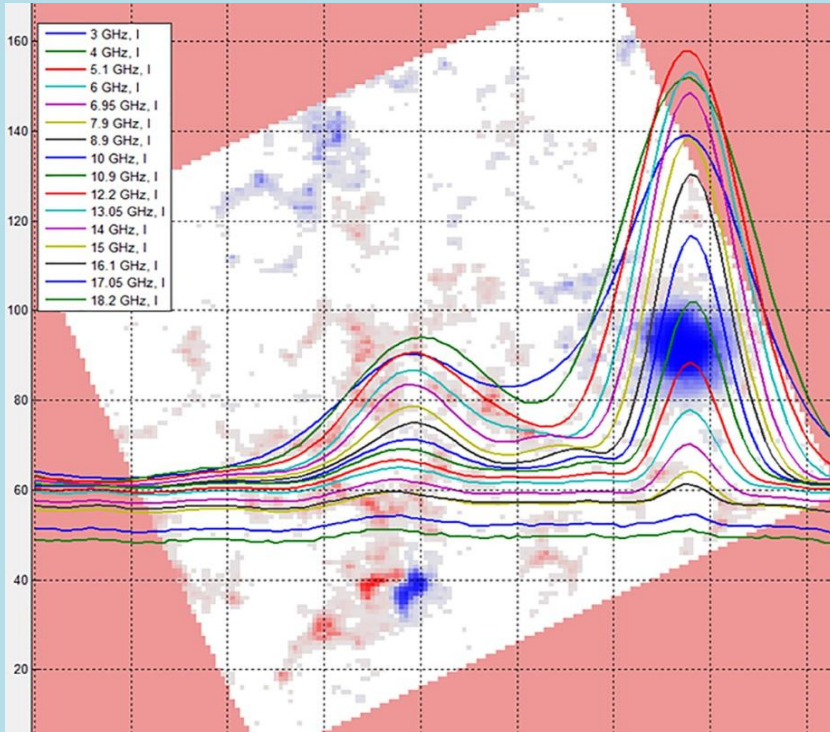 160
140
120
100
80
60
40
20
3 GHz, I
4 GHz, I
5.1 GHz, I
6 GHz, I
6.95 GHz, I
7.9 GHz, I
8.9 GHz, I
10 GHz, I
10.9 GHz, I
12.2 GHz, I
13.05 GHz, I
14 GHz, I
15 GHz, I
16.1 GHz, I
17.05 GHz, I
18.2 GHz, I